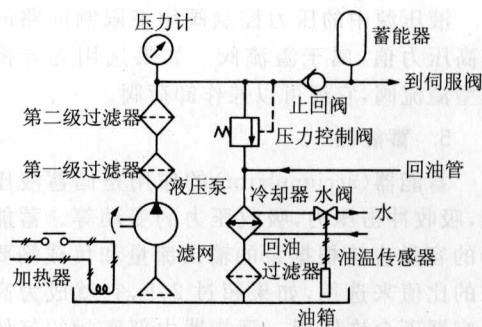 压力计
蓄能器
到伺服阀
止回阀
第二级过滤器
压力控制阀
第一级过滤器
液压泵
回油管
冷却器 水阀
水
滤网
回油
过滤器
油温传感器
加热器
油箱